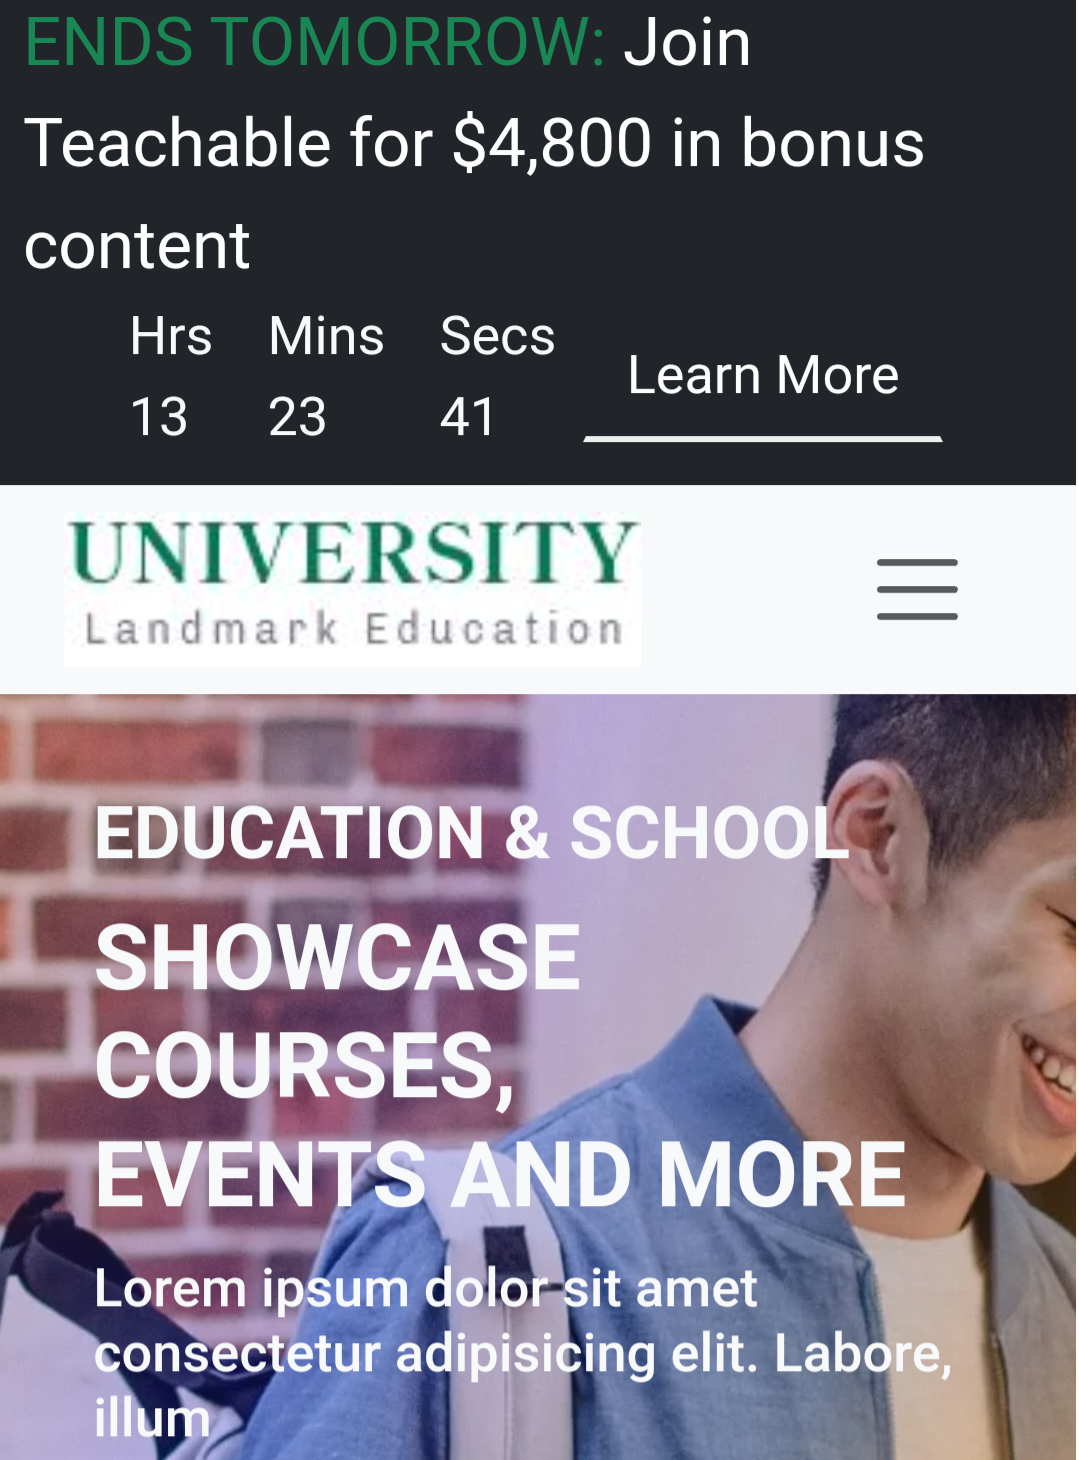 ENDS TOMORROW: Join
Teachable for $4,800 in bonus
content
Hrs Mins Secs
Learn More
13 23 41
UNIVERSITY
Landmark Education
EDUCATION & SCHOOL
SHOWCASE
COURSES,
EVENTS AND MORE
Lorem ipsum dolor sit amet
consectetur adipisicing elit. Labore,
illum